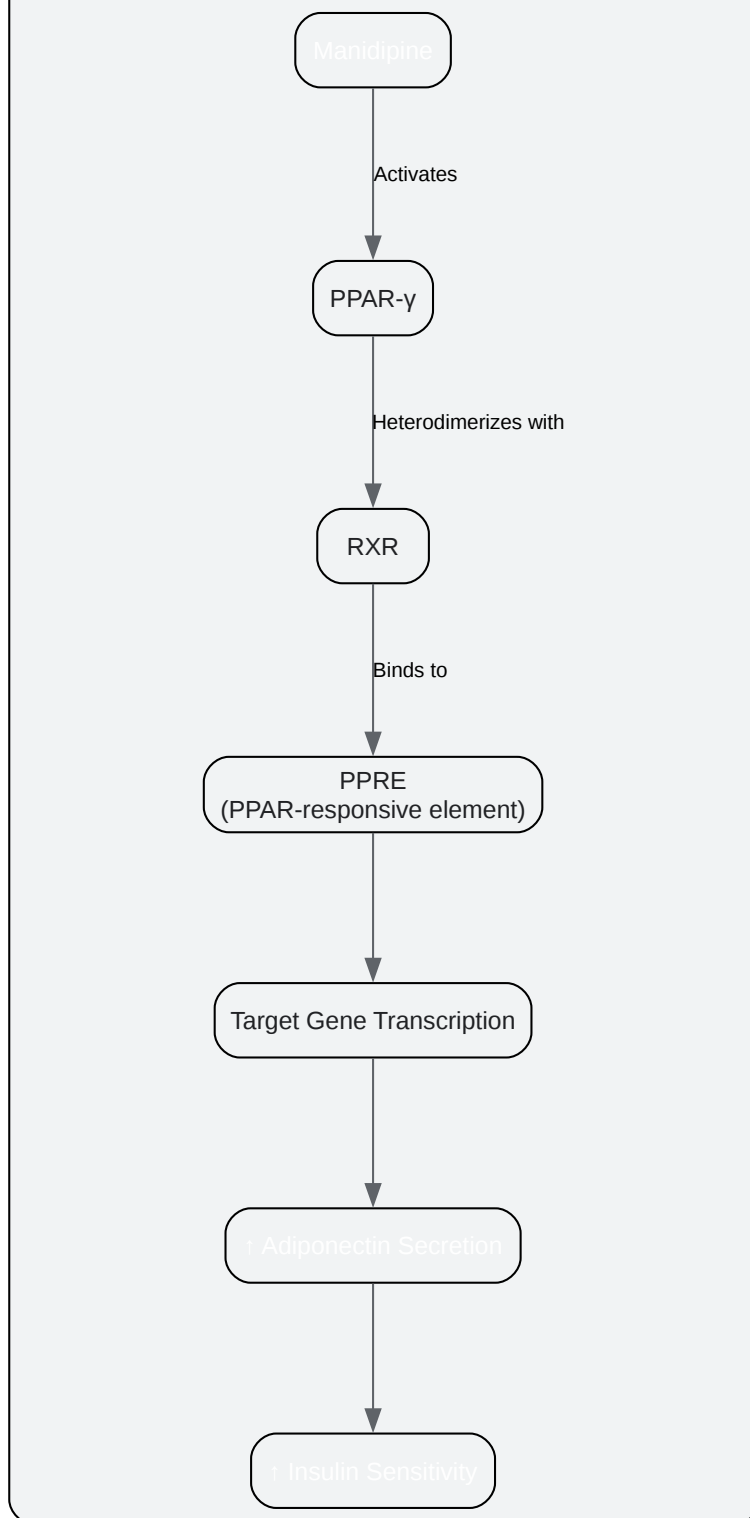 Manidipine
Activates
PPAR-γ
Heterodimerizes with
RXR
Binds to
PPRE
(PPAR-responsive element)
Target Gene Transcription
↑ Adiponectin Secretion
↑ Insulin Sensitivity